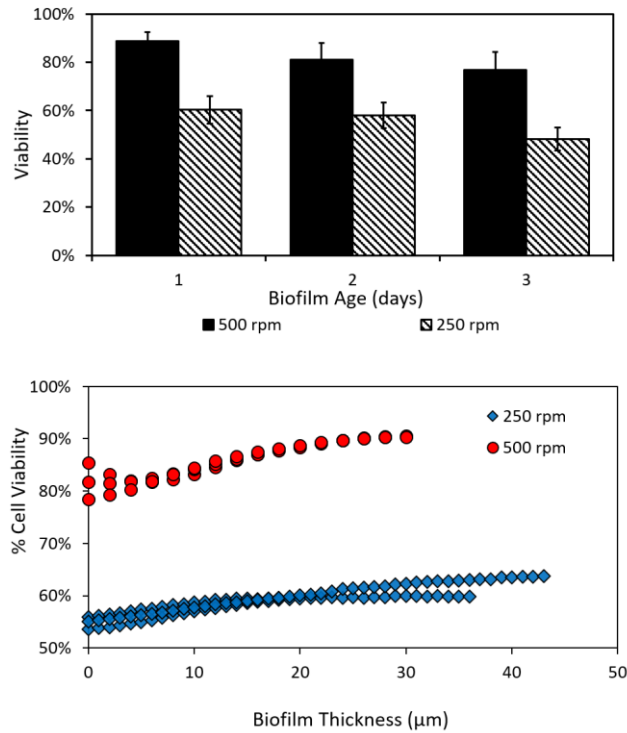 100%
80%
60%
40%
20%
0%
Viability
1 2 3
Biofilm Age (days)
500 rpm 250 rpm
100%
90%
80%
70%
60%
50%
% Cell Viability
250 rpm
500 rpm
0 10 20 30 40 50
Biofilm Thickness (µm)